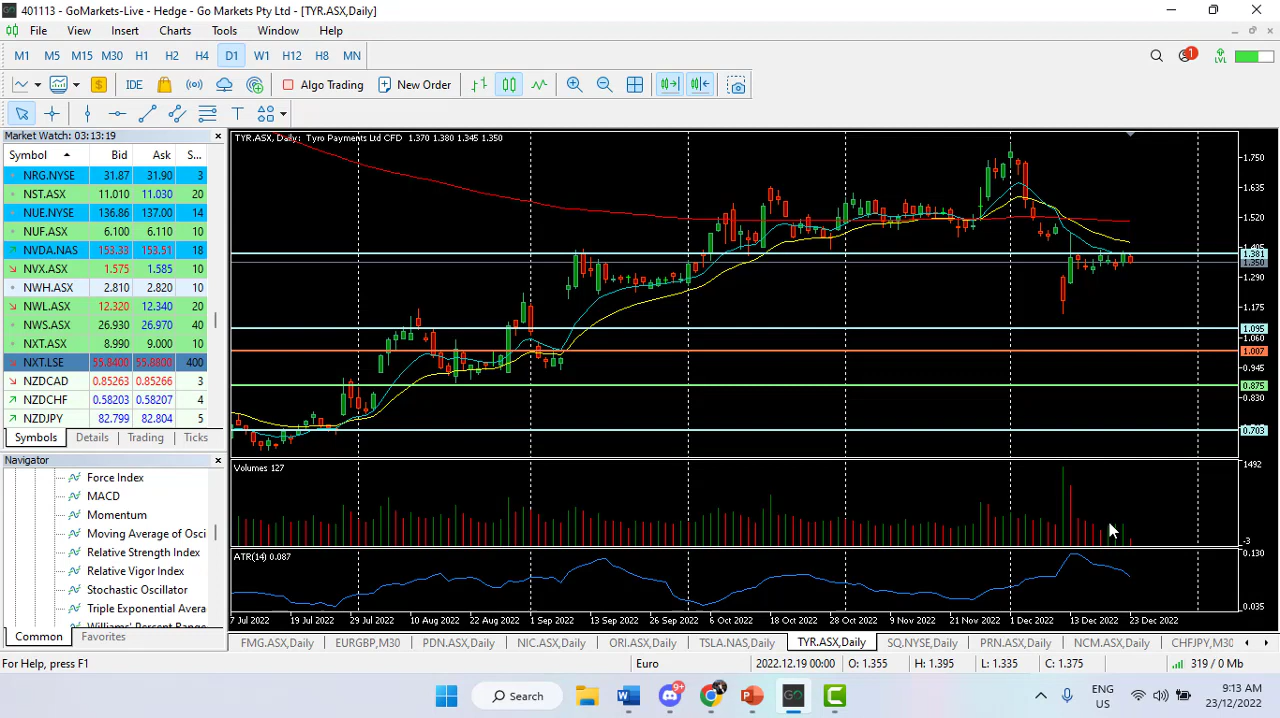 401113 - GoMarkets-Live - Hedge - Go Markets Pty Ltd - [TYR.ASX,Daily]
File View Insert Charts Tools Window Help
M1 M5 M15 M30 H1 H2 H4 D1 W1 H12 H8 MN
1
LVL
IDE
Algo Trading
New Order
Market Watch: 03:13:19
Symbol Bid Ask S...
NRG.NYSE 31.87 31.90 3
NST.ASX 11.010 11.030 20
NUE.NYSE 136.86 137.00 14
NUF.ASX 6.100 6.110 10
NVDA.NAS 153.33 153.51 18
NVX.ASX 1.575 1.585 10
NWH.ASX 2.810 2.820 10
NWL.ASX 12.320 12.340 20
NWS.ASX 26.930 26.970 40
NXT.ASX 8.990 9.000 10
NXT.LSE 55.8400 55.8800 400
NZDCAD 0.85263 0.85266 3
NZDCHF 0.58203 0.58207 4
NZDJPY 82.799 82.804 5
Symbols Details Trading Ticks
Navigator
Force Index
MACD
Momentum
Moving Average of Osci
Relative Strength Index
Relative Vigor Index
Stochastic Oscillator
Triple Exponential Avera
Williams' Percent Range
Common Favorites
TYR.ASX, Daily: Tyro Payments Ltd CFD 1.370 1.380 1.345 1.350
1.750
1.635
1.520
1.405
1.381
1.350
1.290
1.175
1.095
1.060
1.007
0.945
0.875
0.830
0.703
Volumes 127
1492
-3
ATR(14) 0.087
0.130
0.035
7 Jul 2022 19 Jul 2022 29 Jul 2022 10 Aug 2022 22 Aug 2022 1 Sep 2022 13 Sep 2022 26 Sep 2022 6 Oct 2022 18 Oct 2022 28 Oct 2022 9 Nov 2022 21 Nov 2022 1 Dec 2022 13 Dec 2022 23 Dec 2022
FMG.ASX,Daily EURGBP,M30 PDN.ASX,Daily NIC.ASX,Daily ORI.ASX,Daily TSLA.NAS,Daily TYR.ASX,Daily SQ.NYSE,Daily PRN.ASX,Daily NCM.ASX,Daily CHFJPY,M30
For Help, press F1
Euro
2022.12.19 00:00 O: 1.355 H: 1.395 L: 1.335 C: 1.375
319 / 0 Mb
Search
9+
GO
ENG
US
9:13 AM
23/12/2022